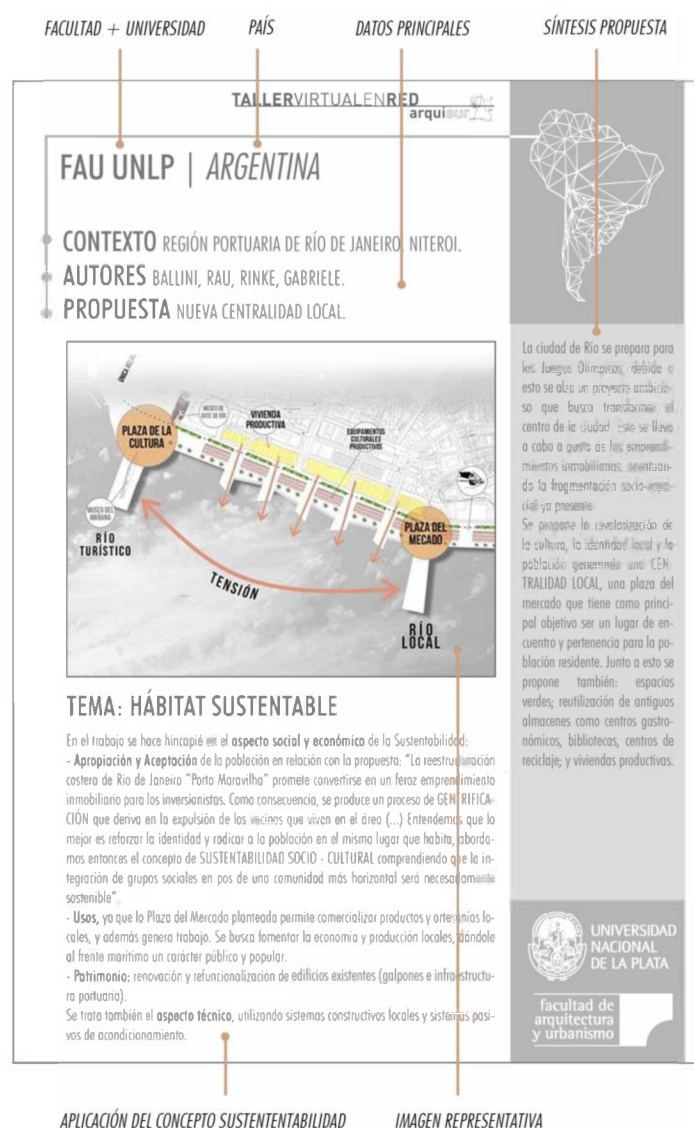 FACULTAD + UNIVERSIDAD
PAÍS
DATOS PRINCIPALES
SÍNTESIS PROPUESTA
TALLERVIRTUALENRED
arquisur
FAU UNLP | ARGENTINA
CONTEXTO REGIÓN PORTUARIA DE RÍO DE JANEIRO, NITEROI.
AUTORES BALLINI, RAU, RINKE, GABRIELE.
PROPUESTA NUEVA CENTRALIDAD LOCAL.
MUSEO DE
ARTE DE RÍO
VIVIENDA
PRODUCTIVA
EQUIPAMIENTOS
CULTURALES
PRODUCTIVOS
PLAZA DE LA
CULTURA
MUSEO DEL
MAÑANA
RÍO
TURÍSTICO
PLAZA DEL
MECADO
TENSIÓN
RÍO
LOCAL
TEMA: HÁBITAT SUSTENTABLE
En el trabajo se hace hincapié en el aspecto social y económico de la Sustentabilidad:
- Apropiación y Aceptación de la población en relación con la propuesta: "La reestructuración
costera de Rio de Janeiro "Porto Maravilha" promete convertirse en un feroz emprendimiento
inmobiliario para los inversionistas. Como consecuencia, se produce un proceso de GENTRIFICA-
CIÓN que deriva en la expulsión de los vecinos que viven en el área (...) Entendemos que lo
mejor es reforzar la identidad y radicar a la población en el mismo lugar que habita, aborda-
mos entonces el concepto de SUSTENTABILIDAD SOCIO - CULTURAL comprendiendo que la in-
tegración de grupos sociales en pos de una comunidad más horizontal será necesariamente
sostenible".
- Usos, ya que la Plaza del Mercado planteada permite comercializar productos y artesanías lo-
cales, y además genera trabajo. Se busca fomentar la economía y producción locales, dándole
al frente marítimo un carácter público y popular.
- Patrimonio: renovación y refuncionalización de edificios existentes (galpones e infraestructu-
ra portuaria).
Se trata también el aspecto técnico, utilizando sistemas constructivos locales y sistemas pasi-
vos de acondicionamiento.
La ciudad de Río se prepara para
los Juegos Olímpicos, debido a
esto se alza un proyecto ambicio-
so que busca transformar el
centro de la ciudad. Esto se lleva
a cabo a gusto de los emprendi-
mientos inmobiliarios, acentuan-
do la fragmentación socio-espa-
cial ya presente.
Se propone la revalorización de
la cultura, la identidad local y la
población generando una CEN-
TRALIDAD LOCAL, una plaza del
mercado que tiene como princi-
pal objetivo ser un lugar de en-
cuentro y pertenencia para la po-
blación residente. Junto a esto se
propone también: espacios
verdes; reutilización de antiguos
almacenes como centros gastro-
nómicos, bibliotecas, centros de
reciclaje; y viviendas productivas.
UNIVERSIDAD
NACIONAL
DE LA PLATA
facultad de
arquitectura
y urbanismo
APLICACIÓN DEL CONCEPTO SUSTENTENTABILIDAD
IMAGEN REPRESENTATIVA